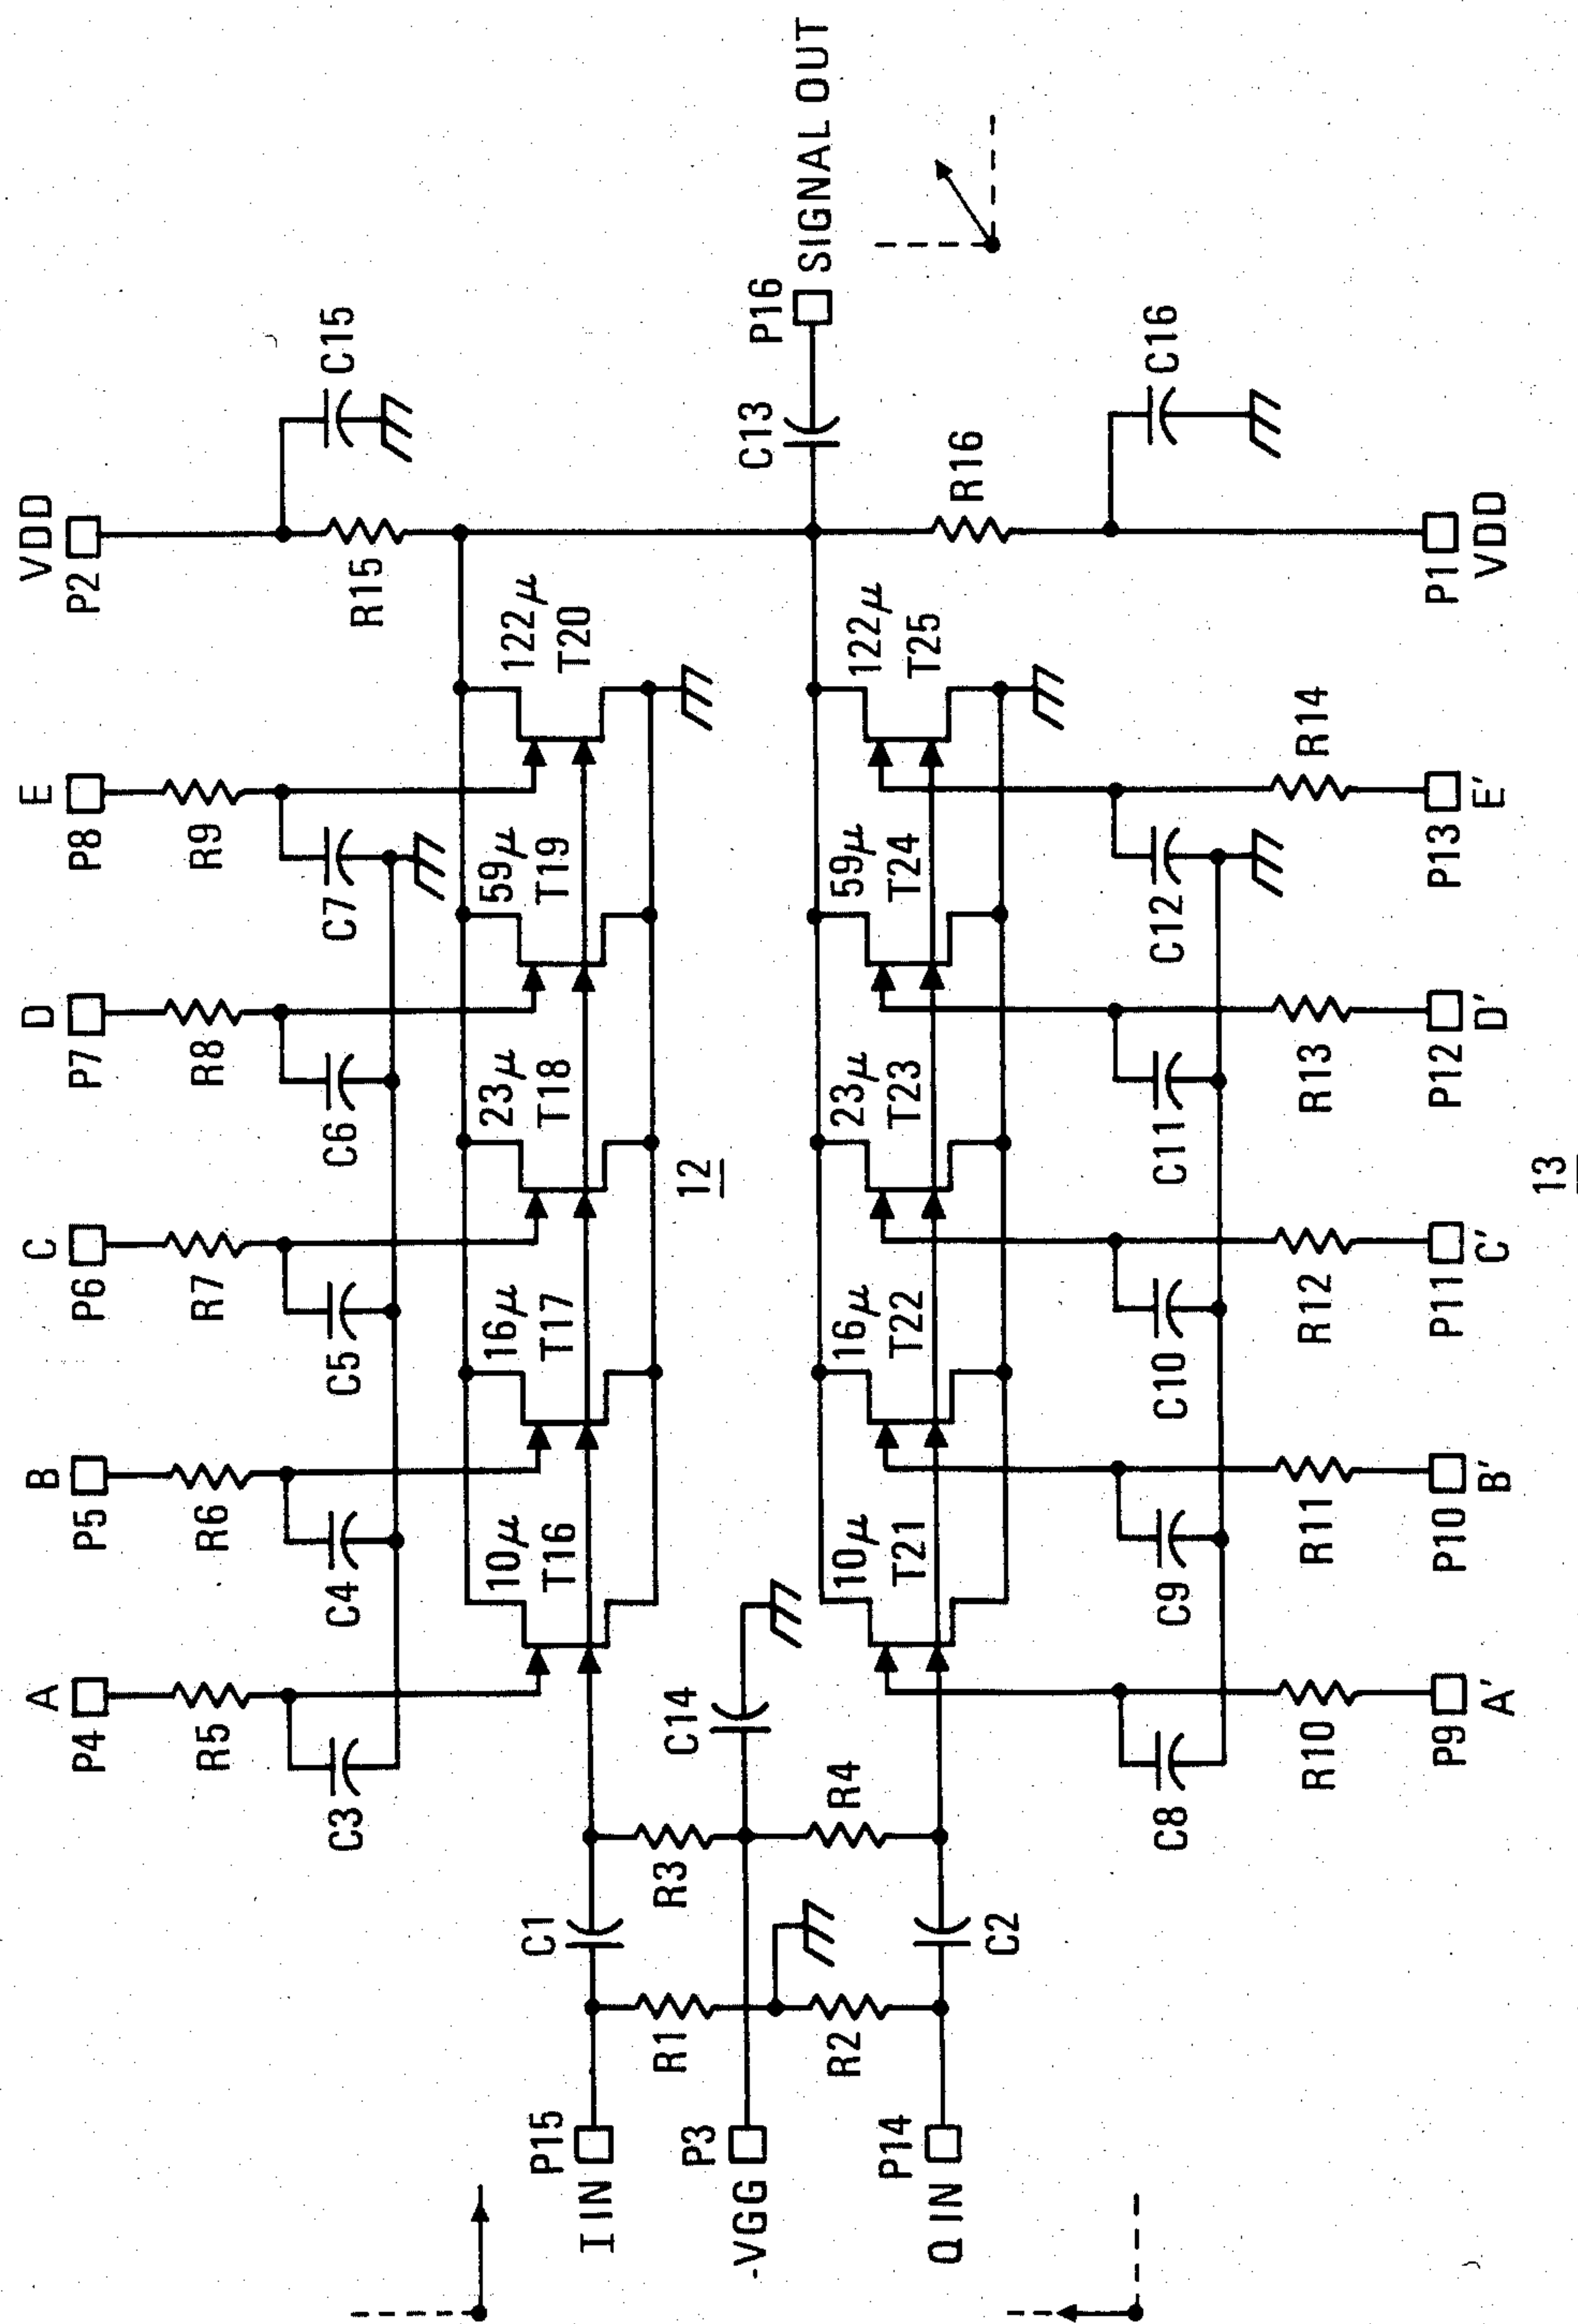 VDD
A
B
C
D
E
P4
P5
P6
P7
P8
P2
R5
R6
R7
R8
R9
R15
C3
C4
C5
C6
C7
C15
10μ
T16
16μ
T17
23μ
T18
59μ
T19
122μ
T20
12
P15
I IN
C1
R1
R3
C14
P3
-VGG
R2
R4
P14
Q IN
C2
C13
P16
SIGNAL OUT
R16
10μ
T21
16μ
T22
23μ
T23
59μ
T24
122μ
T25
C8
C9
C10
C11
C12
C16
R10
R11
R12
R13
R14
P9
P10
P11
P12
P13
P1
A'
B'
C'
D'
E'
VDD
13